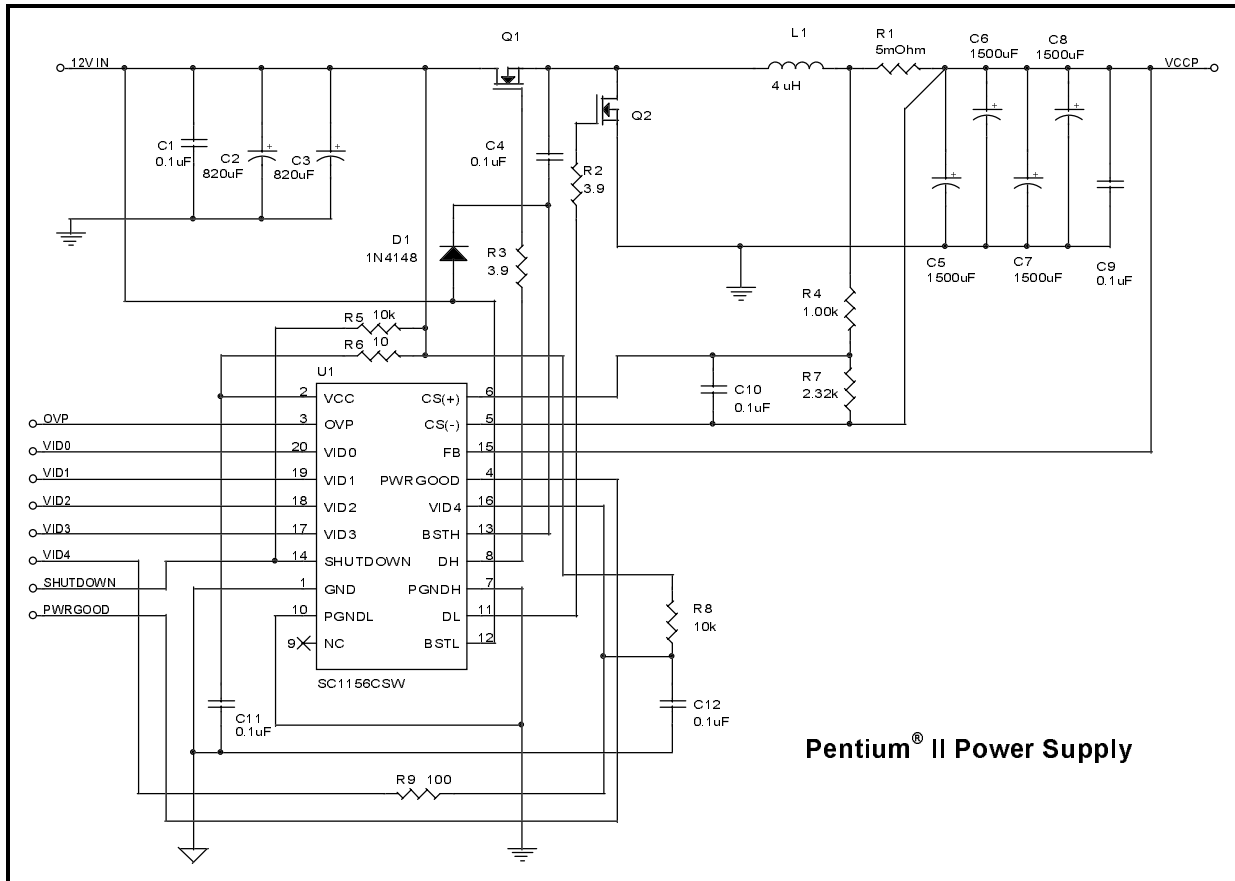 Q1
L1
R1
5mOhm
C6
1500uF
C8
1500uF
12V IN
VCCP
4 uH
Q2
C1
0.1uF
C2
820uF
C3
820uF
C4
0.1uF
R2
3.9
D1
1N4148
R3
3.9
C5
1500uF
C7
1500uF
C9
0.1uF
R4
1.00k
R5 10k
R6 10
U1
R7
2.32k
C10
0.1uF
2 VCC CS(+) 6
OVP 3 OVP CS(-) 5
VID0 20 VID0 FB 15
VID1 19 VID1 PWRGOOD 4
VID2 18 VID2 VID4 16
VID3 17 VID3 BSTH 13
VID4 14 SHUTDOWN DH 8
SHUTDOWN 1 GND PGNDH 7
PWRGOOD 10 PGNDL DL 11
9 NC BSTL 12
SC1156CSW
R8
10k
C11
0.1uF
C12
0.1uF
R9 100
Pentium® II Power Supply